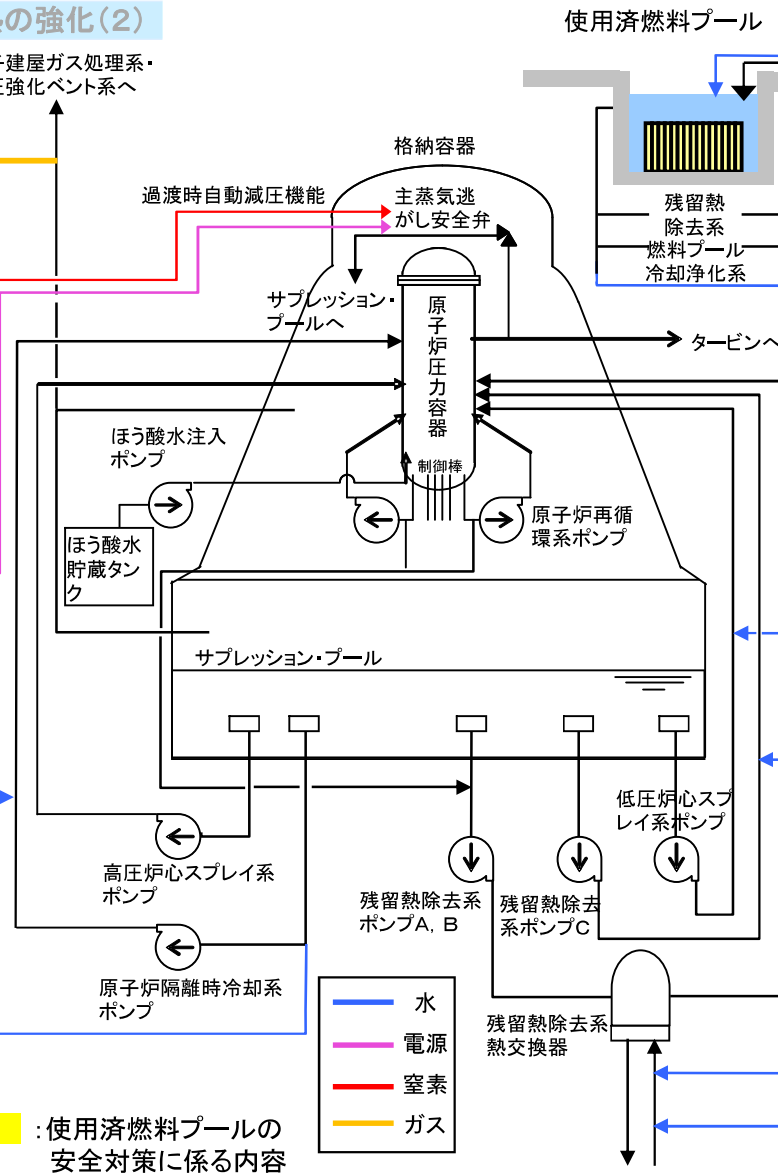 の強化(2)
使用済燃料プール
建屋ガス処理系・
強化ベント系へ
格納容器
過渡時自動減圧機能
主蒸気逃
がし安全弁
残留熱
除去系
燃料プール
冷却浄化系
サプレッション・
プールへ
原子炉圧力容器
タービンへ
ほう酸水注入
ポンプ
制御棒
原子炉再循
環系ポンプ
ほう酸水
貯蔵タン
ク
サプレッション・プール
低圧炉心スプ
レイ系ポンプ
高圧炉心スプレイ系
ポンプ
残留熱除去系
ポンプA, B
残留熱除去
系ポンプC
原子炉隔離時冷却系
ポンプ
残留熱除去系
熱交換器
水
電源
窒素
ガス
:使用済燃料プールの
安全対策に係る内容